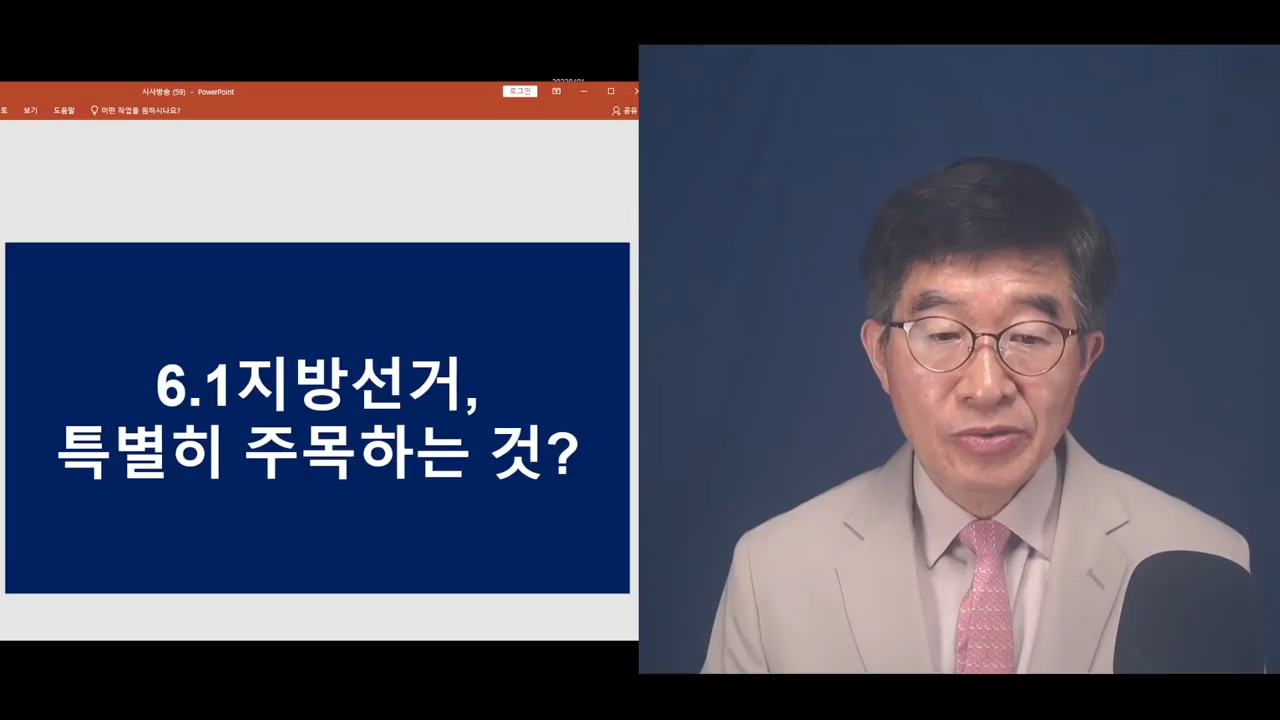 시사방송 (59) - PowerPoint
로그인
토 보기 도움말 어떤 작업을 원하시나요? 공유
6.1지방선거,
특별히 주목하는 것?